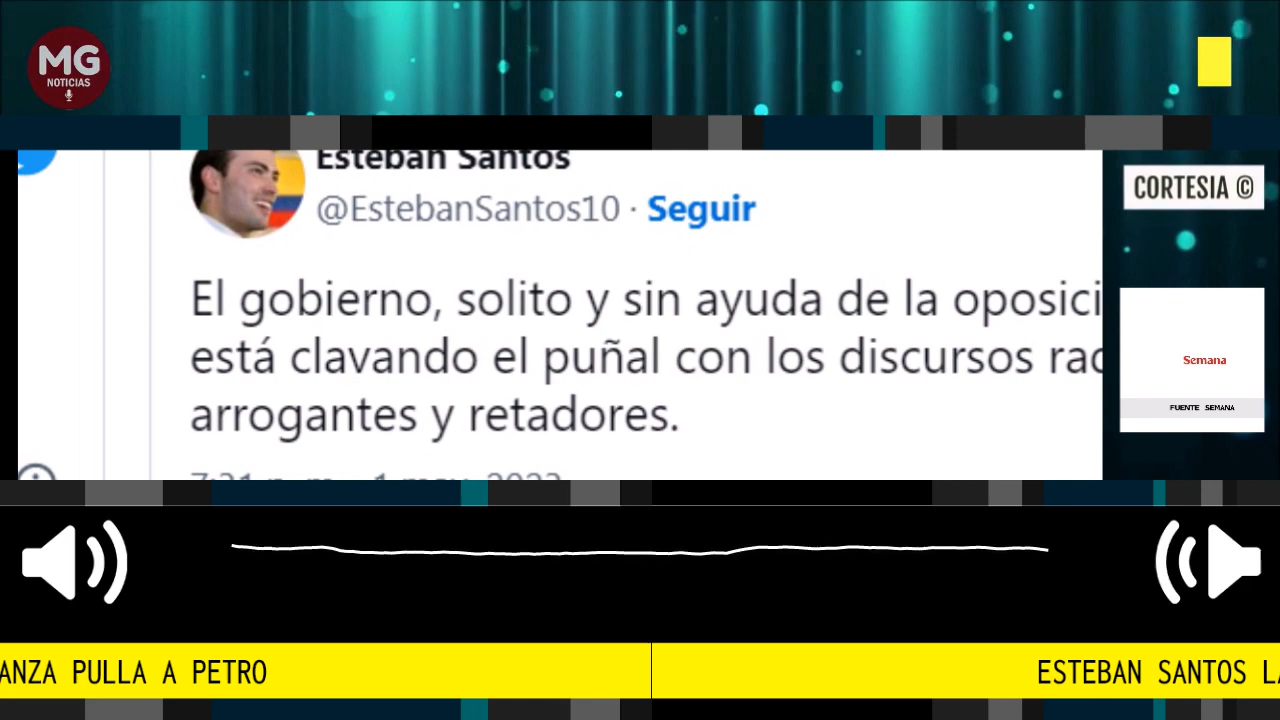 MG
NOTICIAS
Esteban Santos
@EstebanSantos10 · Seguir
CORTESIA ©
El gobierno, solito y sin ayuda de la oposici
está clavando el puñal con los discursos rad
arrogantes y retadores.
Semana
FUENTE SEMANA
ANZA PULLA A PETRO
ESTEBAN SANTOS LA